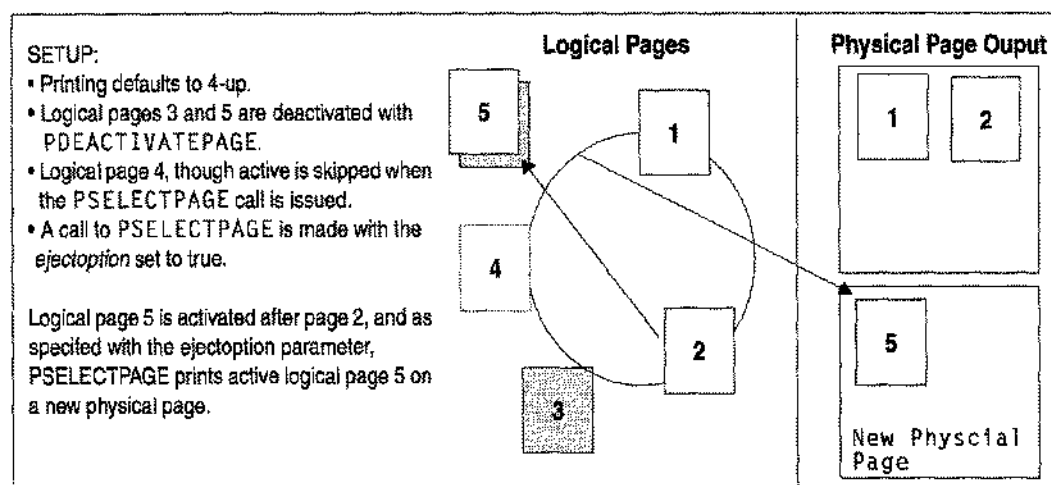 SETUP:
• Printing defaults to 4-up.
• Logical pages 3 and 5 are deactivated with
PDEACTIVATEPAGE.
• Logical page 4, though active is skipped when
the PSELECTPAGE call is issued.
• A call to PSELECTPAGE is made with the
ejectoption set to true.
Logical page 5 is activated after page 2, and as
specifed with the ejectoption parameter,
PSELECTPAGE prints active logical page 5 on
a new physical page.
Logical Pages
5
1
4
2
3
Physical Page Ouput
1
2
5
New Physcial
Page